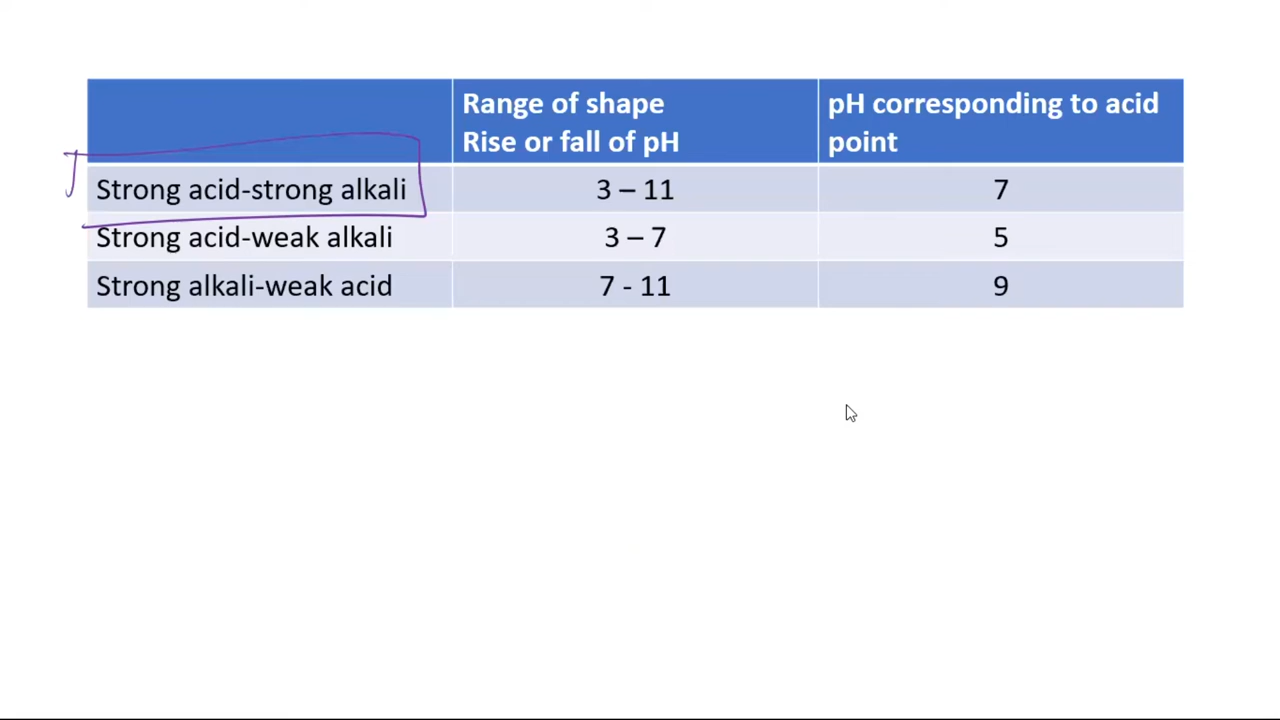 Range of shape
Rise or fall of pH
pH corresponding to acid
point
Strong acid-strong alkali 3 – 11 7
Strong acid-weak alkali 3 – 7 5
Strong alkali-weak acid 7 - 11 9